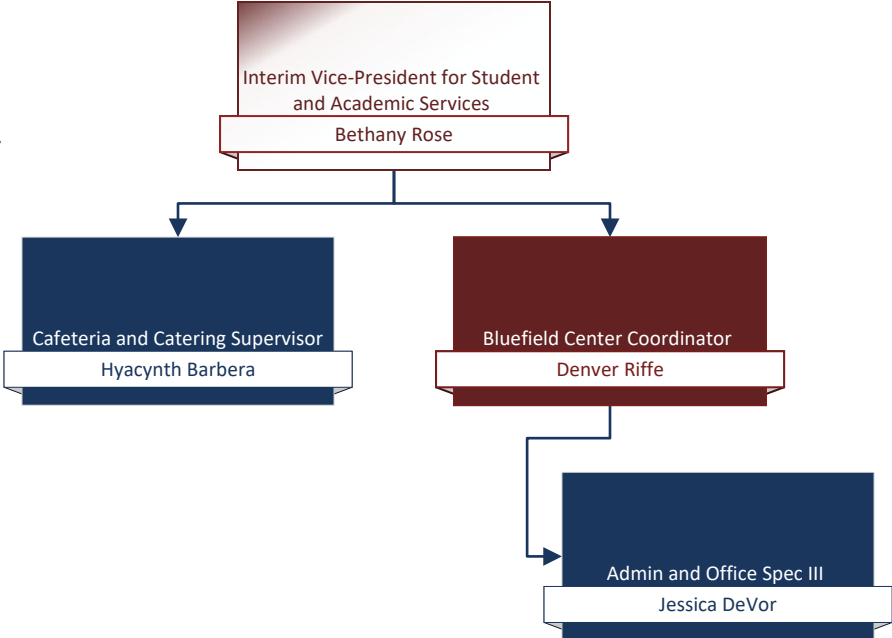 Interim Vice-President for Student
and Academic Services
Bethany Rose
Cafeteria and Catering Supervisor
Hyacynth Barbera
Bluefield Center Coordinator
Denver Riffe
Admin and Office Spec III
Jessica DeVor